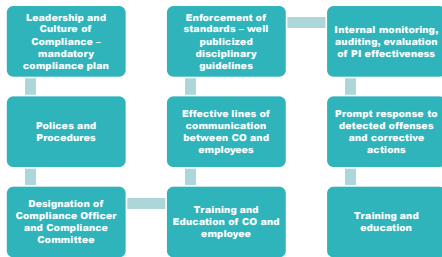 Leadership and
Culture of
Compliance –
mandatory
compliance plan
Polices and
Procedures
Designation of
Compliance Officer
and Compliance
Committee
Training and
Education of CO and
employee
Effective lines of
communication
between CO and
employees
Enforcement of
standards – well
publicized
disciplinary
guidelines
Internal monitoring,
auditing, evaluation
of PI effectiveness
Prompt response to
detected offenses
and corrective
actions
Training and
education